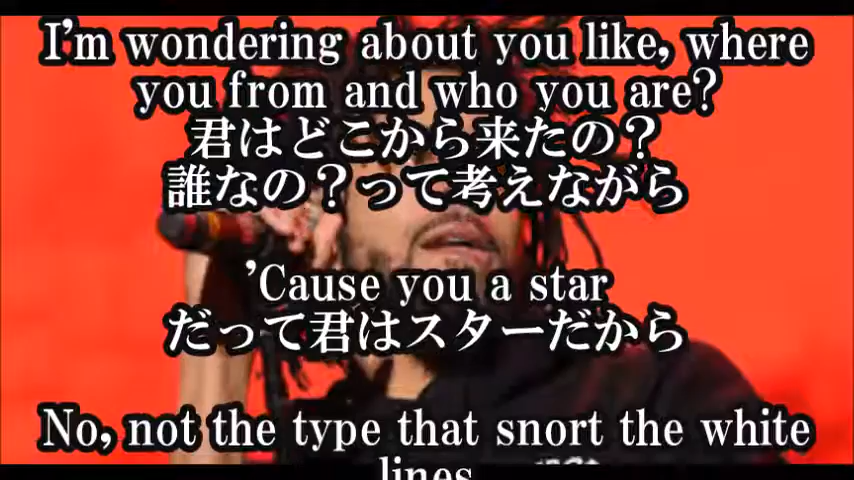 I'm wondering about you like, where
you from and who you are?
君はどこから来たの？
誰なの？って考えながら
'Cause you a star
だって君はスターだから
No, not the type that snort the white
lines